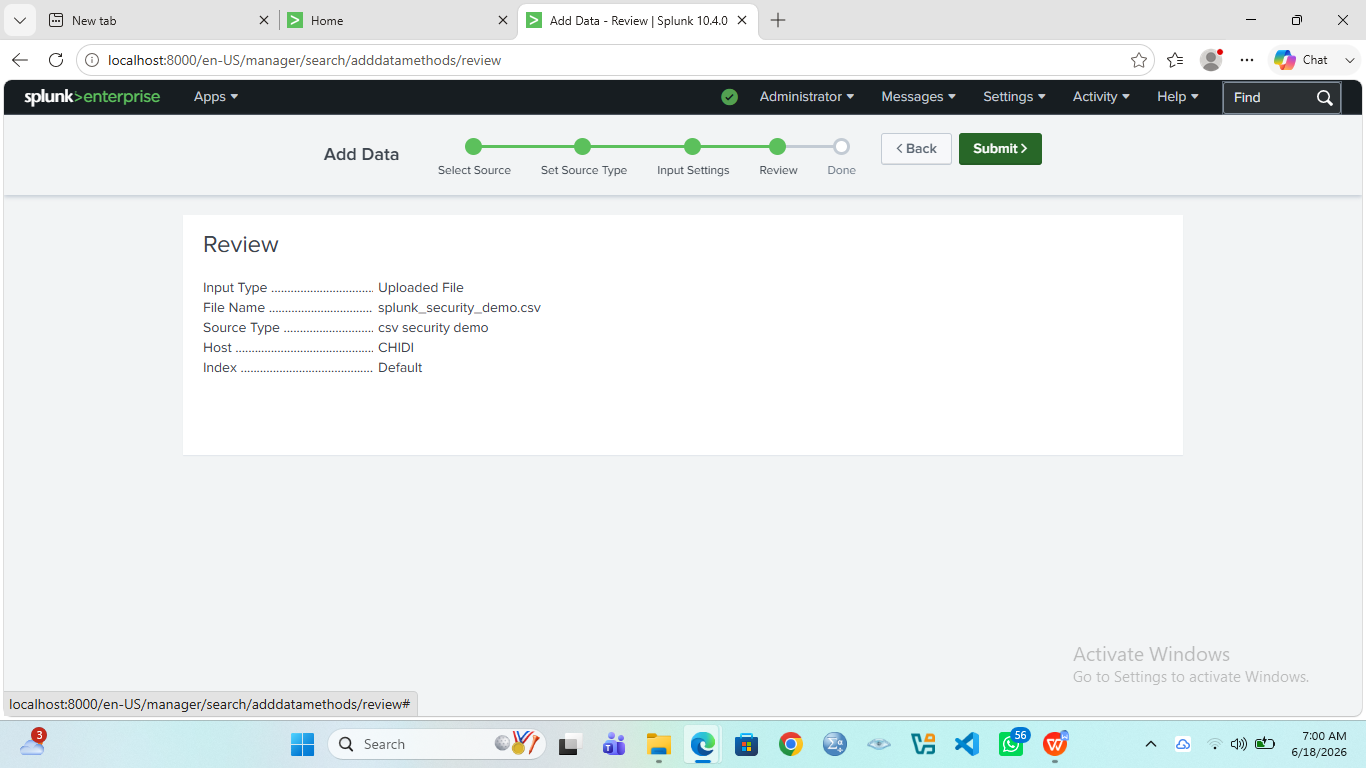 New tab
Home
Add Data - Review | Splunk 10.4.0
localhost:8000/en-US/manager/search/adddatamethods/review
Chat
splunk>enterprise
Apps
Administrator
Messages
Settings
Activity
Help
Find
Add Data
Select Source
Set Source Type
Input Settings
Review
Done
< Back
Submit >
Review
Input Type ................................ Uploaded File
File Name ................................ splunk_security_demo.csv
Source Type ............................ csv security demo
Host ........................................... CHIDI
Index ......................................... Default
Activate Windows
Go to Settings to activate Windows.
localhost:8000/en-US/manager/search/adddatamethods/review#
3
Search
56
7:00 AM
6/18/2026